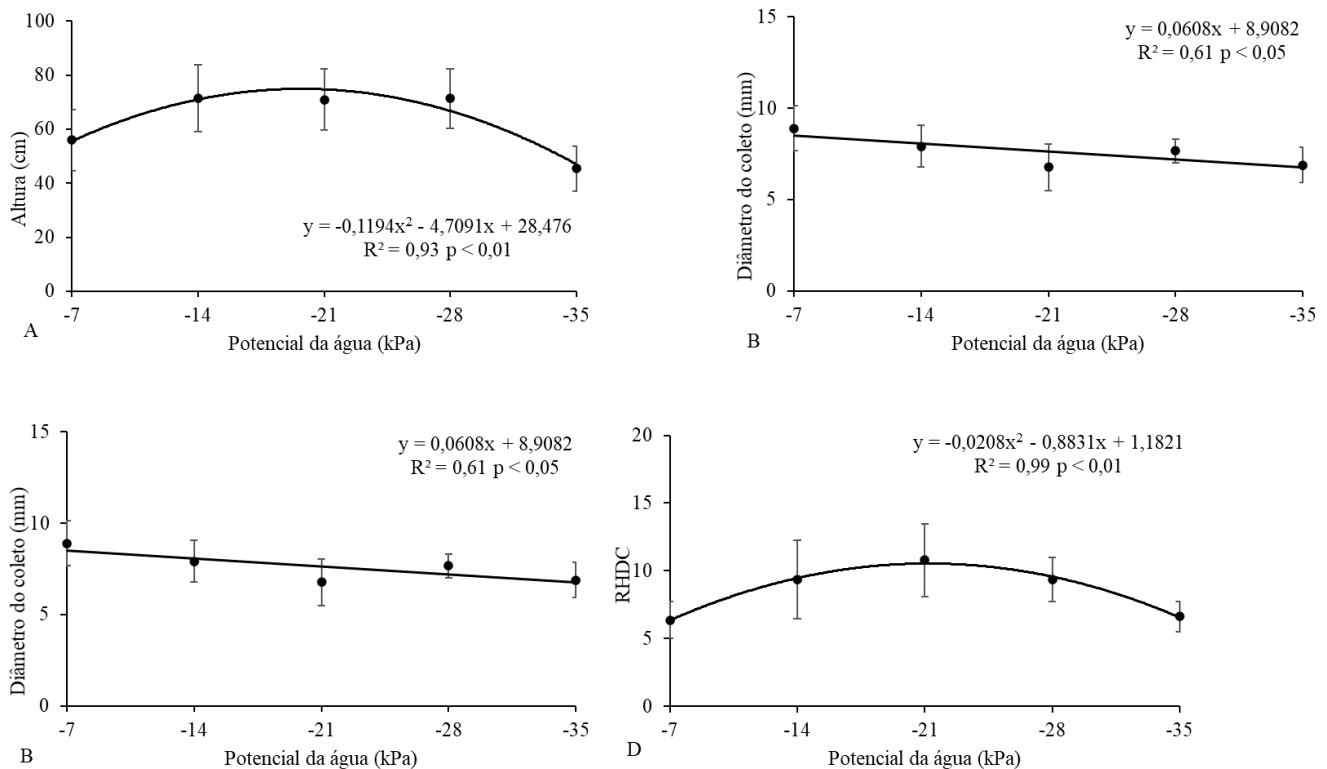 100
80
60
40
20
0
Altura (cm)
y = -0,1194x² - 4,7091x + 28,476
R² = 0,93 p < 0,01
-7 -14 -21 -28 -35
Potencial da água (kPa)
A
15
10
5
0
Diâmetro do coleto (mm)
y = 0,0608x + 8,9082
R² = 0,61 p < 0,05
-7 -14 -21 -28 -35
Potencial da água (kPa)
B
15
10
5
0
Diâmetro do coleto (mm)
y = 0,0608x + 8,9082
R² = 0,61 p < 0,05
-7 -14 -21 -28 -35
Potencial da água (kPa)
B
20
15
10
5
0
RHDC
y = -0,0208x² - 0,8831x + 1,1821
R² = 0,99 p < 0,01
-7 -14 -21 -28 -35
Potencial da água (kPa)
D